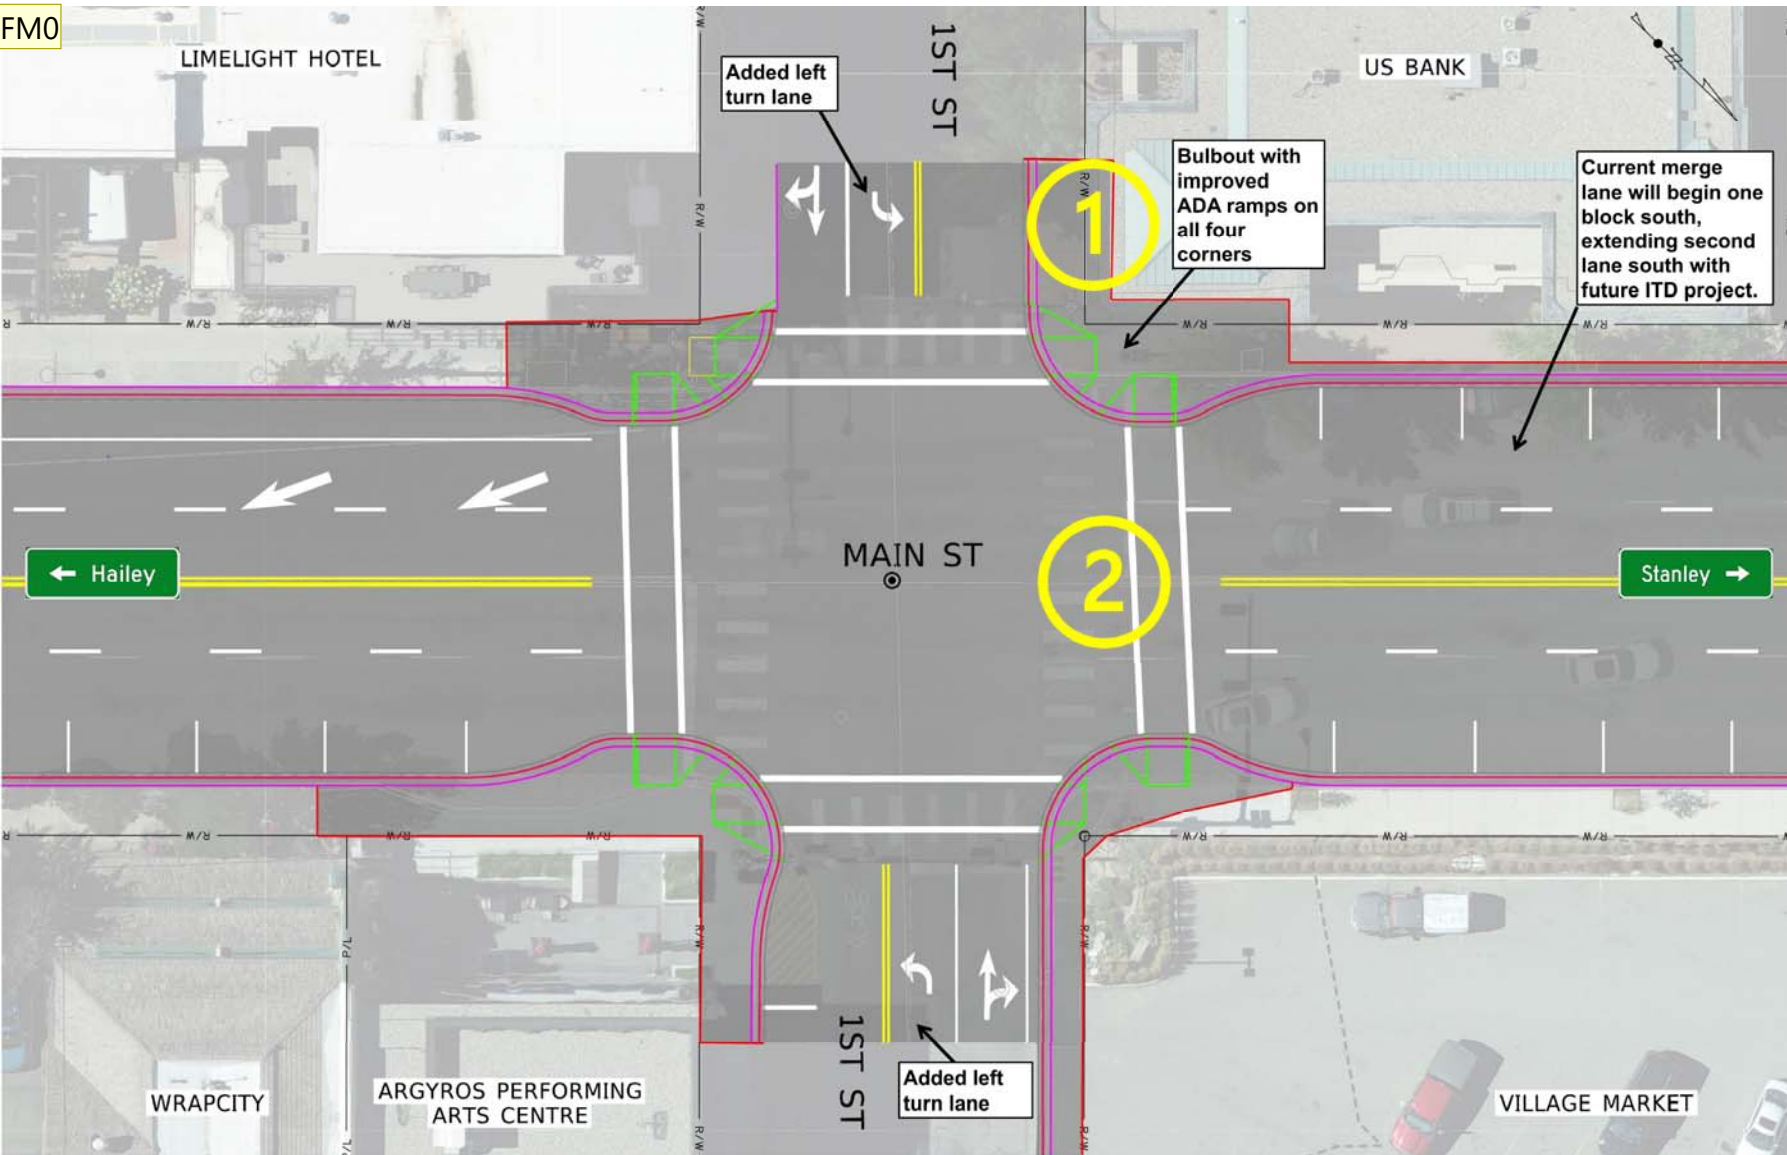 FM0
LIMELIGHT HOTEL
1ST ST
US BANK
Added left
turn lane
Bulbout with
improved
ADA ramps on
all four
corners
Current merge
lane will begin one
block south,
extending second
lane south with
future ITD project.
1
R/W
R/W
R/W
R/W
R/W
R/W
R/W
R/W
R/W
MAIN ST
2
← Hailey
Stanley →
R/W
R/W
R/W
R/W
R/W
R/W
P/L
R/W
R/W
1ST ST
Added left
turn lane
WRAPCITY
ARGYROS PERFORMING
ARTS CENTRE
VILLAGE MARKET
P/L
R/W
R/W